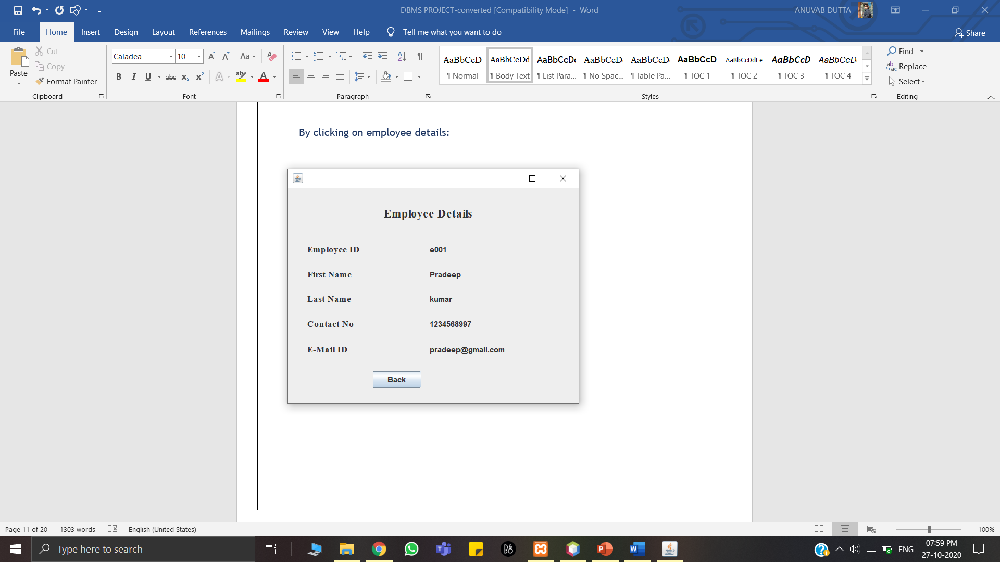 DBMS PROJECT-converted [Compatibility Mode] - Word
ANUVAB DUTTA
File Home Insert Design Layout References Mailings Review View Help Tell me what you want to do
Share
Paste
Cut
Copy
Format Painter
Clipboard
Caladea 10
Font
Paragraph
AaBbCcD AaBbCcDd AaBbCcDc AaBbCcD AaBbCcD AaBbCcD AaBbCcDdEe AaBbCcD AaBbCcDt
¶ Normal ¶ Body Text ¶ List Para... ¶ No Spac... ¶ Table Pa... ¶ TOC 1 ¶ TOC 2 ¶ TOC 3 ¶ TOC 4
Styles
Find
Replace
Select
Editing
By clicking on employee details:
Employee Details
Employee ID e001
First Name Pradeep
Last Name kumar
Contact No 1234568997
E-Mail ID pradeep@gmail.com
Back
Page 11 of 20 1303 words English (United States)
100%
Type here to search
ENG
07:59 PM
27-10-2020